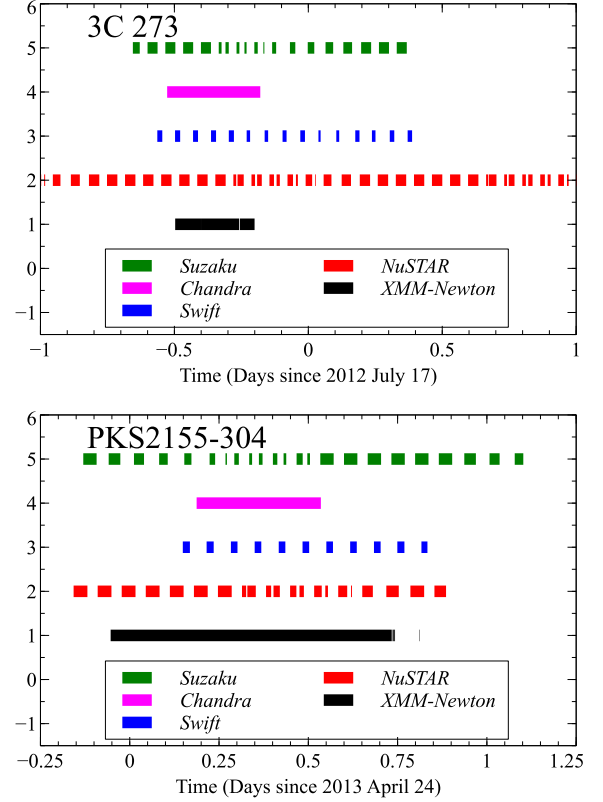 3C 273
6
5
4
3
2
1
0
−1
Suzaku NuSTAR
Chandra XMM-Newton
Swift
−1 −0.5 0 0.5 1
Time (Days since 2012 July 17)
PKS2155-304
6
5
4
3
2
1
0
−1
Suzaku NuSTAR
Chandra XMM-Newton
Swift
−0.25 0 0.25 0.5 0.75 1 1.25
Time (Days since 2013 April 24)